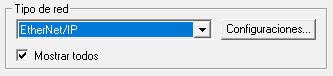 Tipo de red
EtherNet/IP
Configuraciones...
Mostrar todos